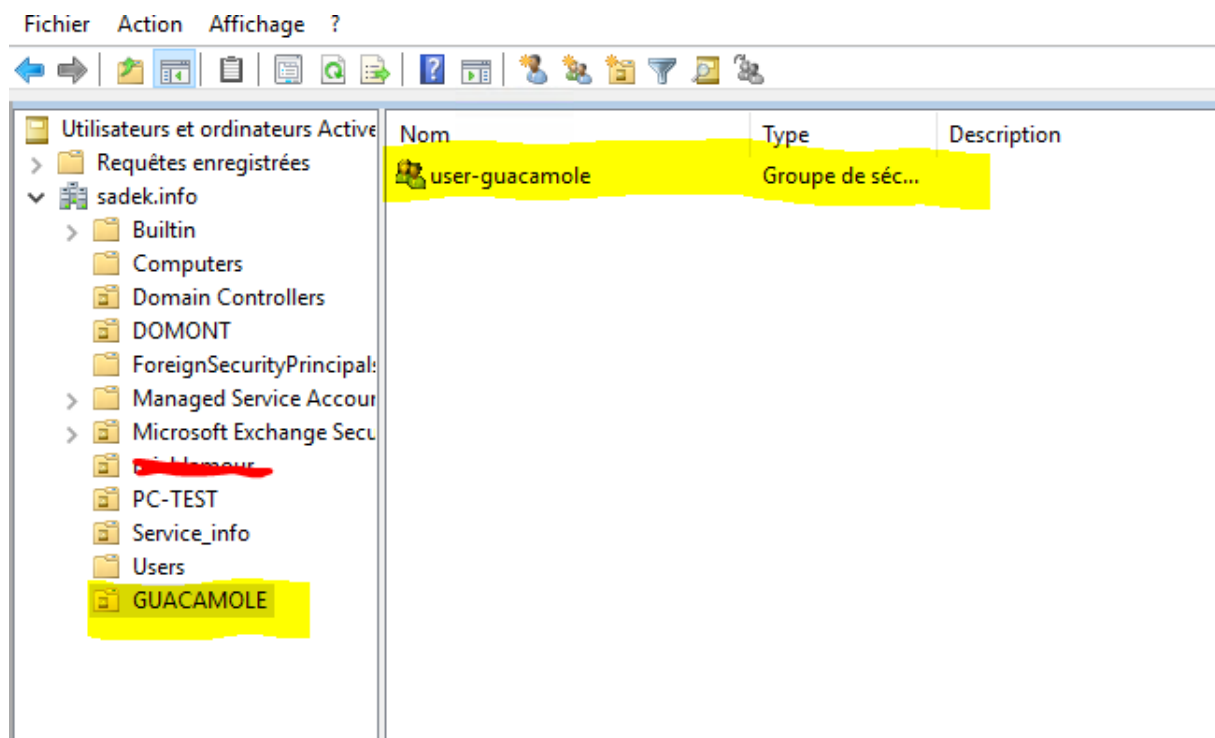 Fichier Action Affichage ?
Utilisateurs et ordinateurs Active
Requêtes enregistrées
sadek.info
Builtin
Computers
Domain Controllers
DOMONT
ForeignSecurityPrincipals
Managed Service Accour
Microsoft Exchange Secu
PC-TEST
Service_info
Users
GUACAMOLE
Nom Type Description
user-guacamole Groupe de séc...